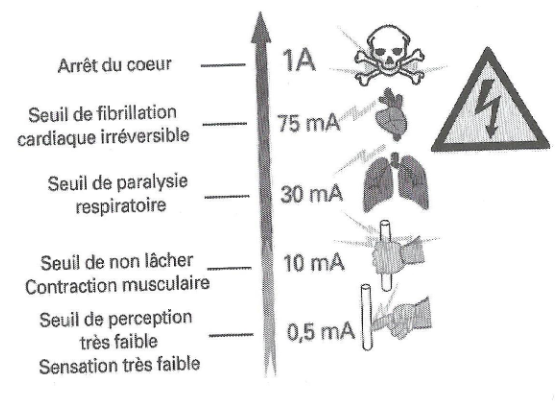 Arrêt du coeur
1A
Seuil de fibrillation
cardiaque irréversible
75 mA
Seuil de paralysie
respiratoire
30 mA
Seuil de non lâcher
Contraction musculaire
10 mA
Seuil de perception
très faible
Sensation très faible
0,5 mA